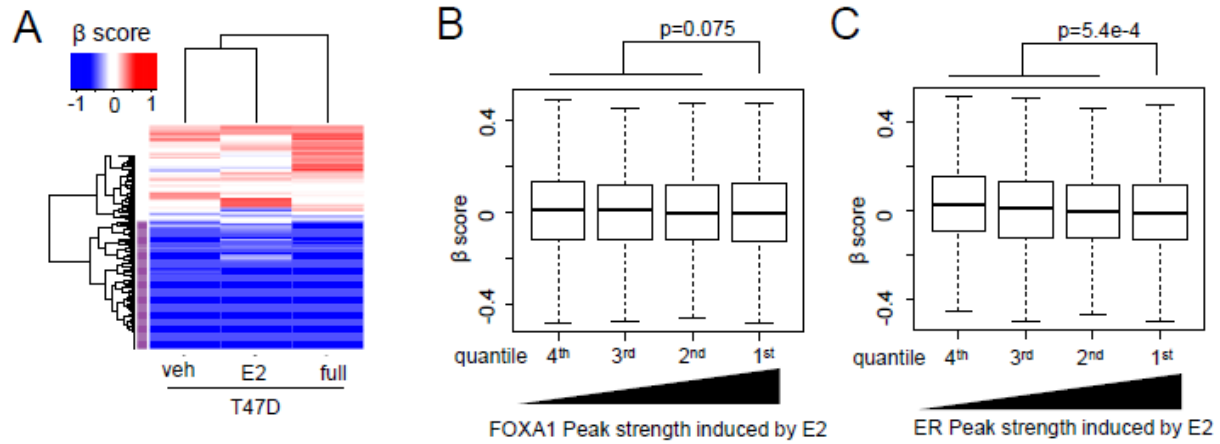 A
β score
-1 0 1
veh E2 full
T47D
B
p=0.075
β score
0.4
0
-0.4
quantile 4th 3rd 2nd 1st
FOXA1 Peak strength induced by E2
C
p=5.4e-4
β score
0.4
0
-0.4
quantile 4th 3rd 2nd 1st
ER Peak strength induced by E2